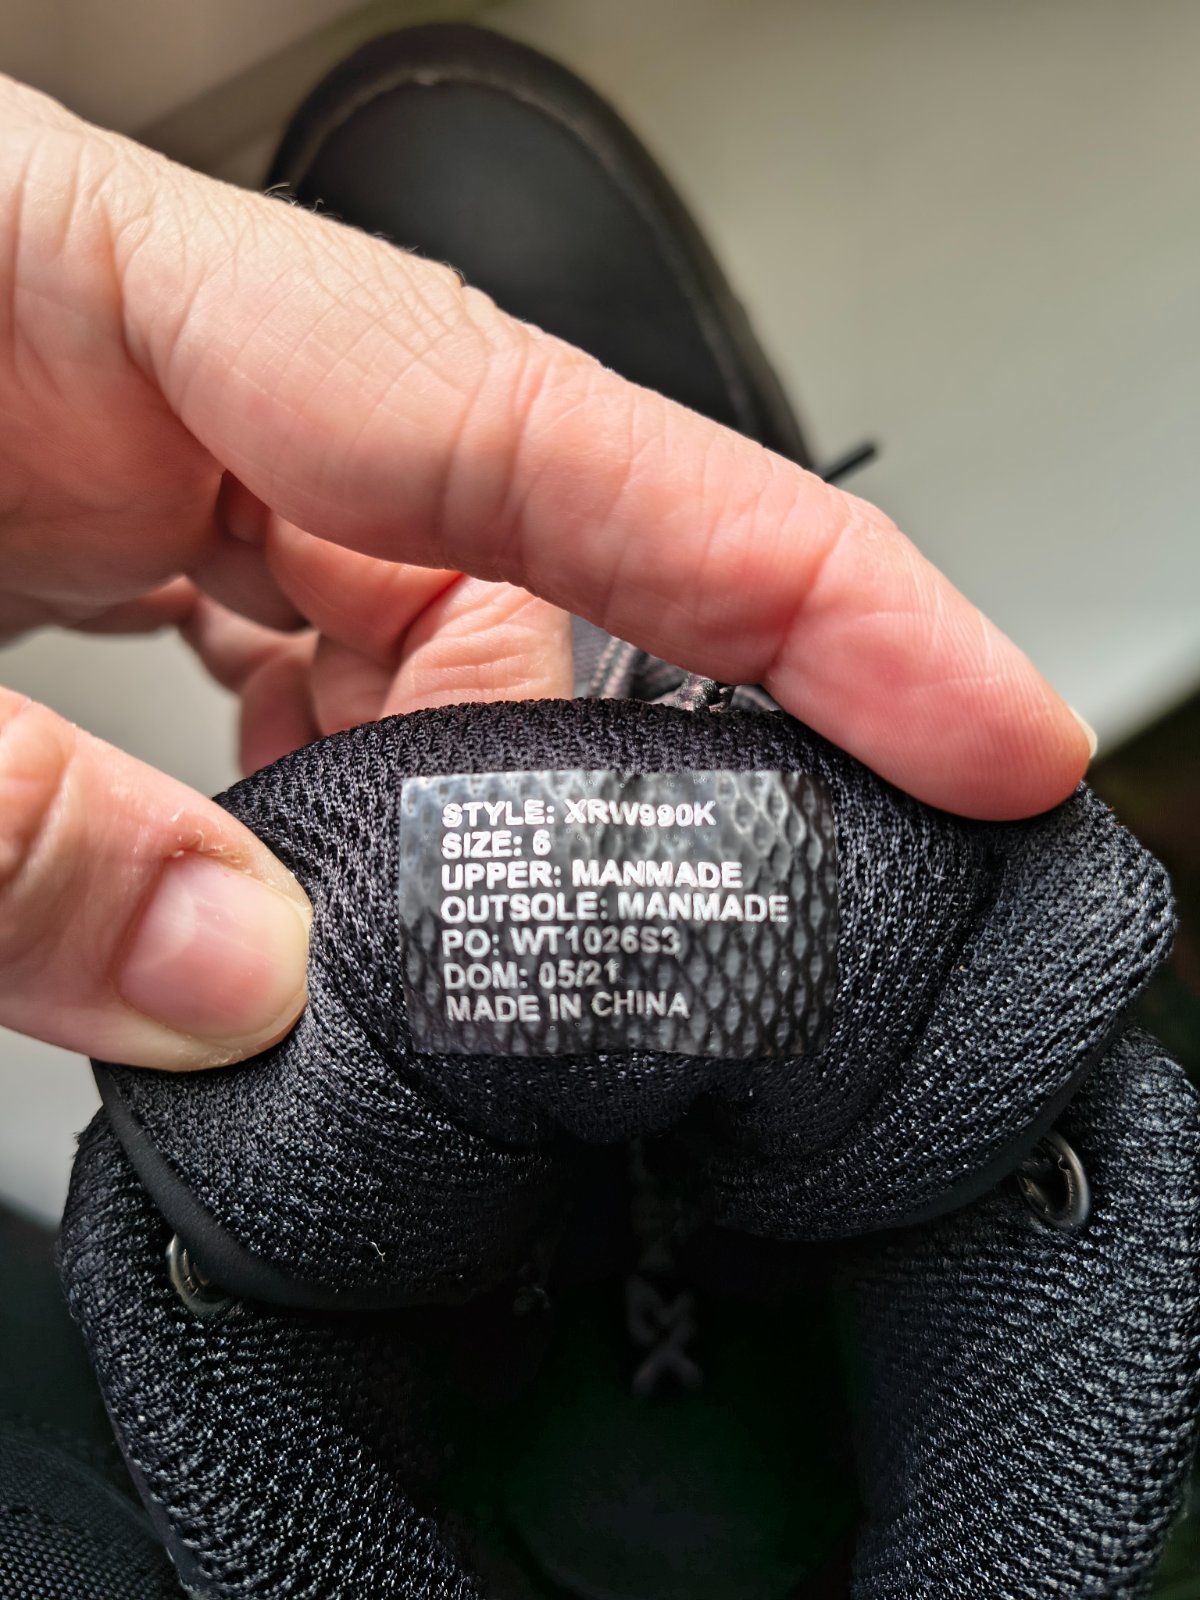 STYLE: XRW990K
SIZE: 6
UPPER: MANMADE
OUTSOLE: MANMADE
PO: WT1026S3
DOM: 05/21
MADE IN CHINA